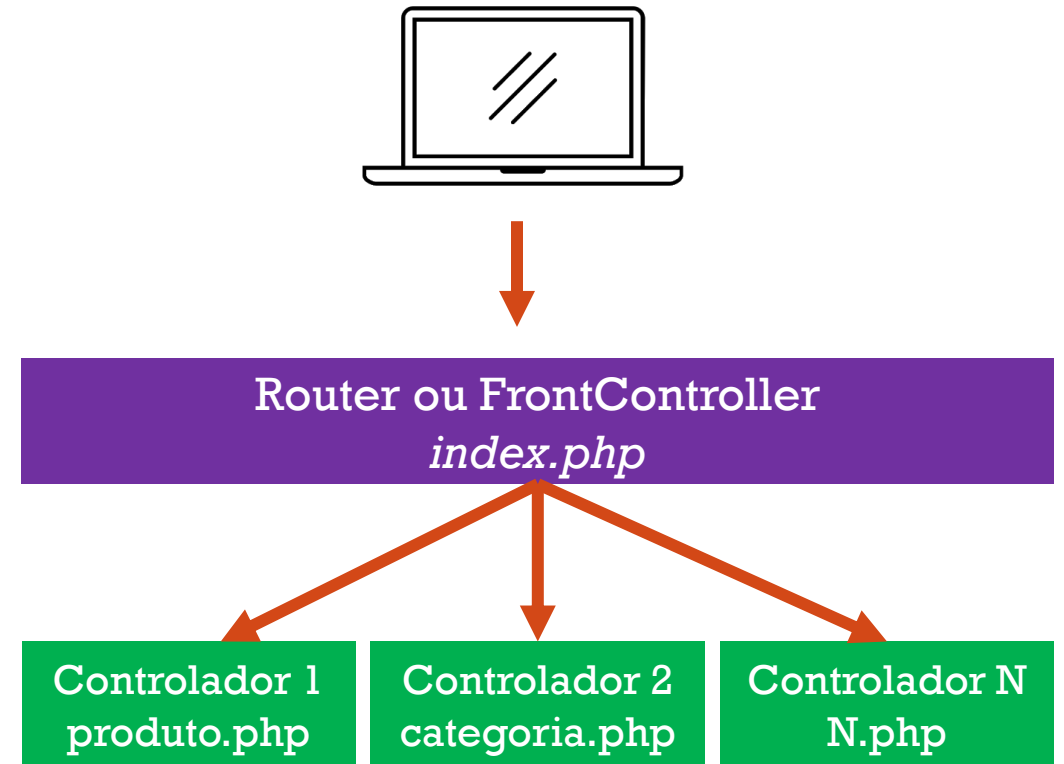 Router ou FrontController
index.php
Controlador 1
produto.php
Controlador 2
categoria.php
Controlador N
N.php